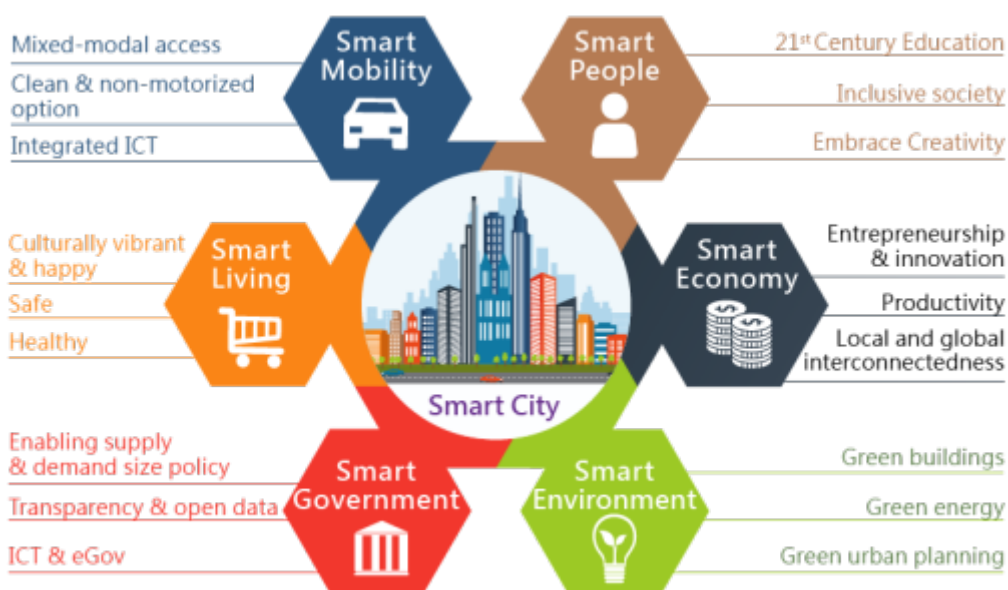 Mixed-modal access
Clean & non-motorized
option
Integrated ICT
Smart
Mobility
Smart
People
21st Century Education
Inclusive society
Embrace Creativity
Culturally vibrant
& happy
Safe
Healthy
Smart
Living
Smart
Economy
Entrepreneurship
& innovation
Productivity
Local and global
interconnectedness
Smart City
Enabling supply
& demand size policy
Transparency & open data
ICT & eGov
Smart
Government
Smart
Environment
Green buildings
Green energy
Green urban planning